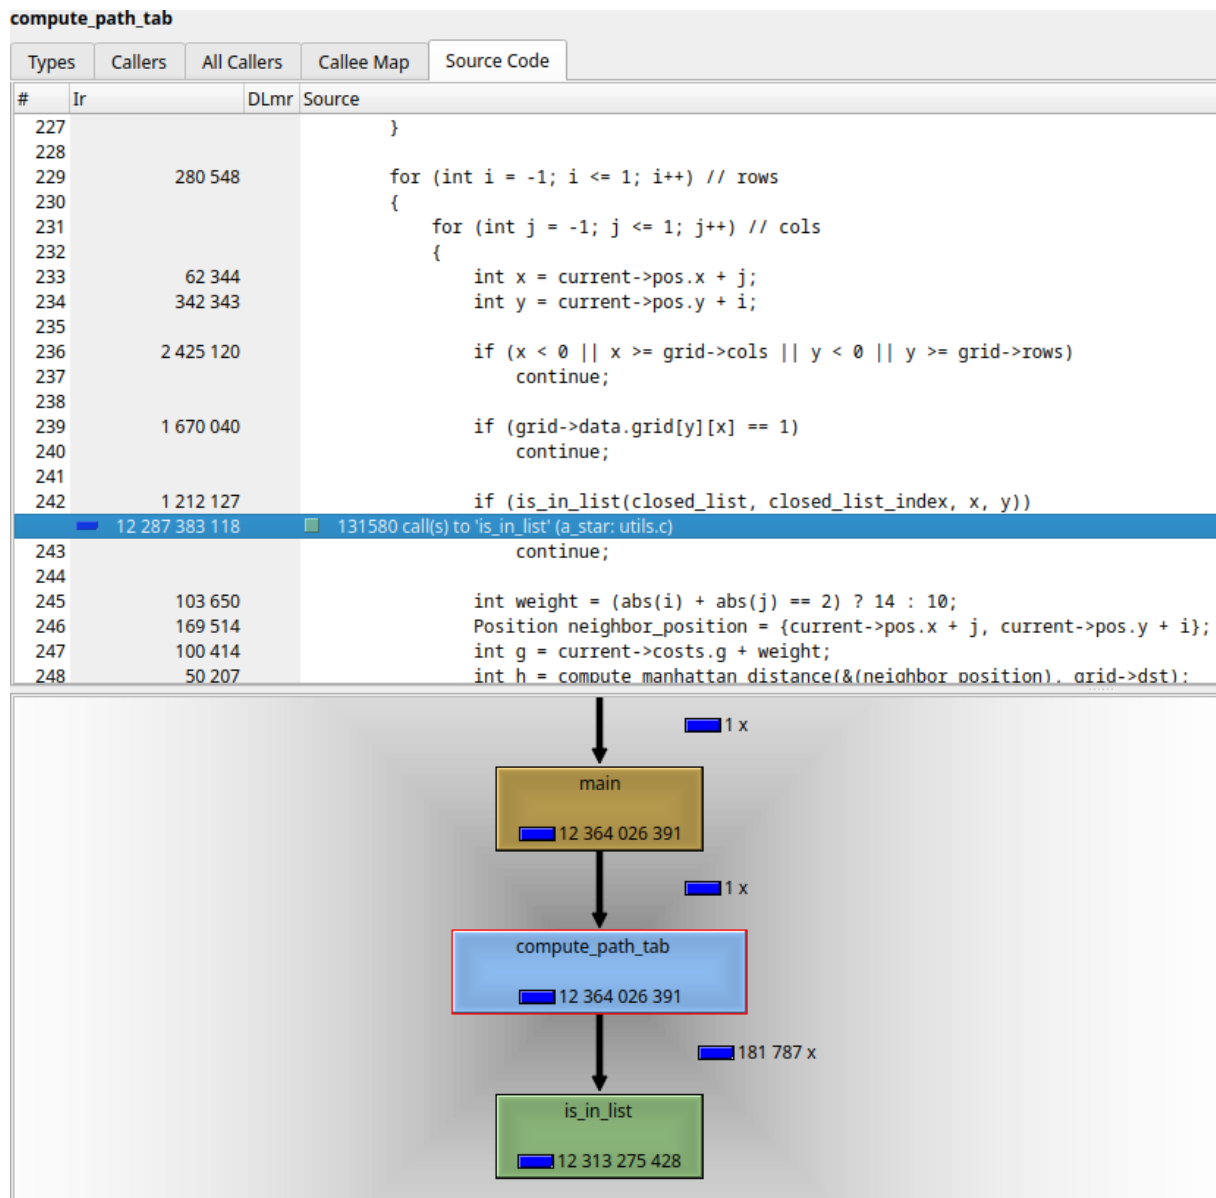 compute_path_tab
Types Callers All Callers Callee Map Source Code
# Ir DLmr Source
227 }
228
229 280 548 for (int i = -1; i <= 1; i++) // rows
230 {
231 for (int j = -1; j <= 1; j++) // cols
232 {
233 62 344 int x = current->pos.x + j;
234 342 343 int y = current->pos.y + i;
235
236 2 425 120 if (x < 0 || x >= grid->cols || y < 0 || y >= grid->rows)
237 continue;
238
239 1 670 040 if (grid->data.grid[y][x] == 1)
240 continue;
241
242 1 212 127 if (is_in_list(closed_list, closed_list_index, x, y))
12 287 383 118 131580 call(s) to 'is_in_list' (a_star: utils.c)
243 continue;
244
245 103 650 int weight = (abs(i) + abs(j) == 2) ? 14 : 10;
246 169 514 Position neighbor_position = {current->pos.x + j, current->pos.y + i};
247 100 414 int g = current->costs.g + weight;
248 50 207 int h = compute_manhattan_distance(&(neighbor_position), grid->dst);
1 x
main
12 364 026 391
1 x
compute_path_tab
12 364 026 391
181 787 x
is_in_list
12 313 275 428